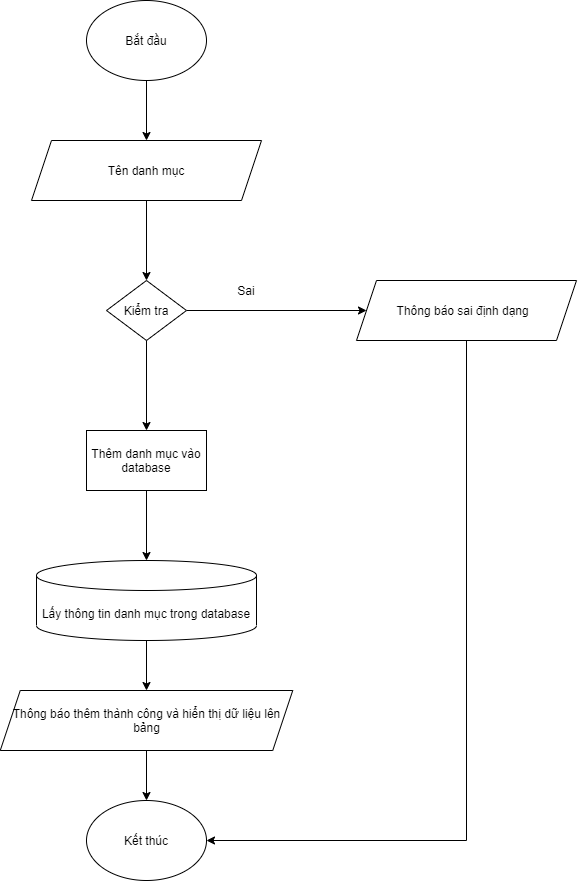 Bắt đầu
Tên danh mục
Sai
Kiểm tra
Thông báo sai định dạng
Thêm danh mục vào
database
Lấy thông tin danh mục trong database
Thông báo thêm thành công và hiển thị dữ liệu lên
bảng
Kết thúc